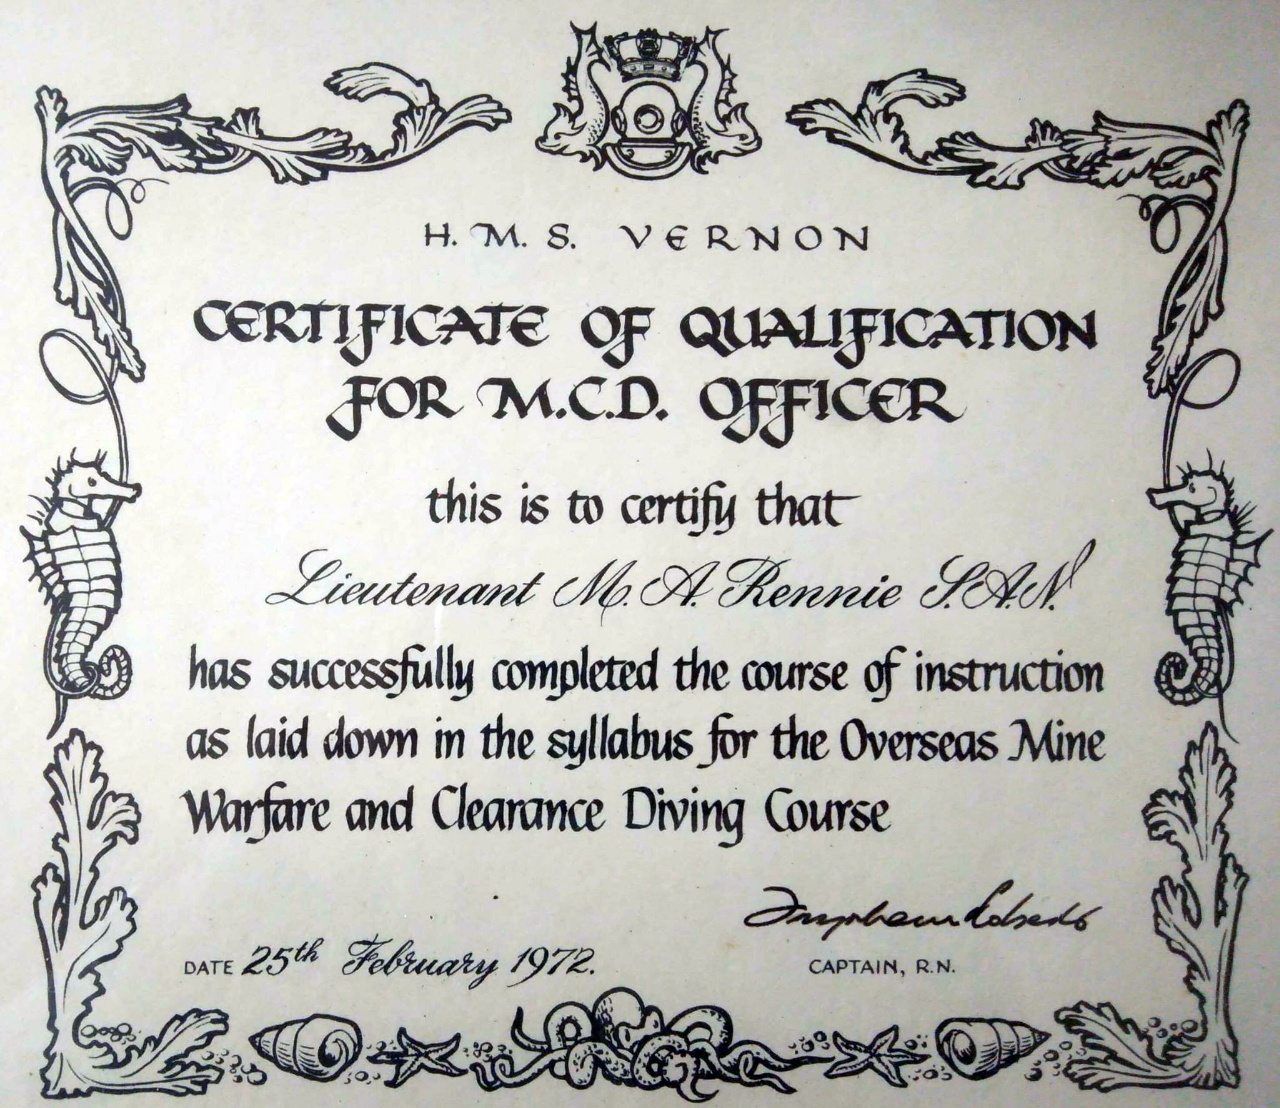 H. M. S. VERNON
CERTIFICATE OF QUALIFICATION
FOR M.C.D. OFFICER
this is to certify that
Lieutenant M. A. Rennie S.A.N.
has successfully completed the course of instruction
as laid down in the syllabus for the Overseas Mine
Warfare and Clearance Diving Course
DATE 25th February 1972.
CAPTAIN, R.N.